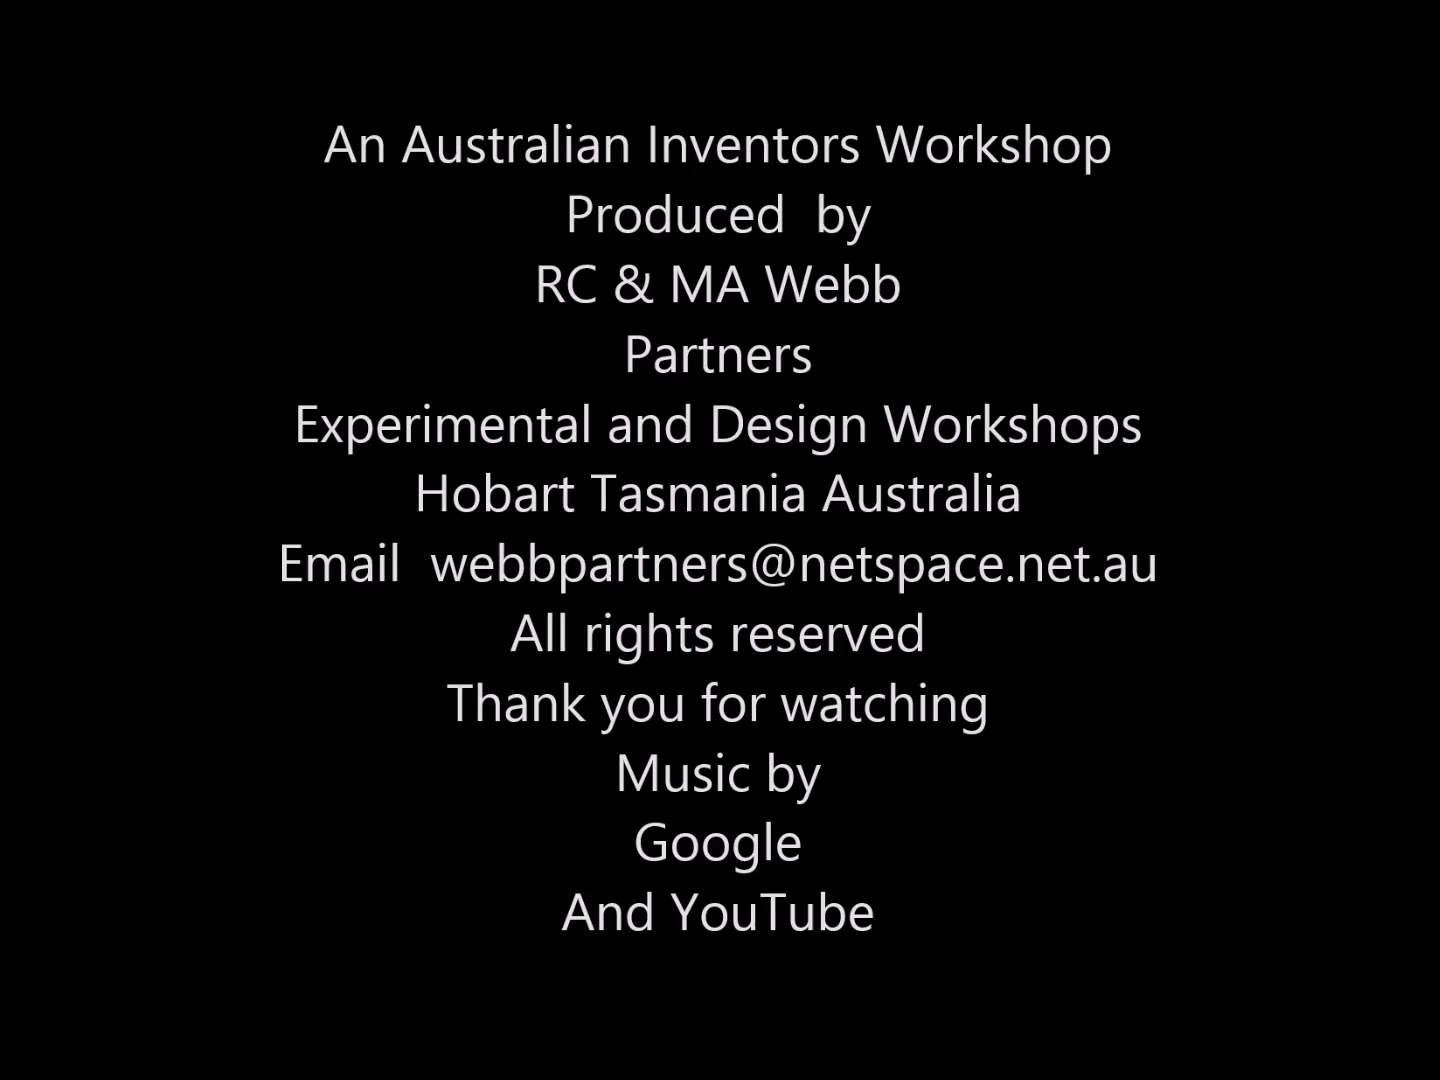 An Australian Inventors Workshop
Produced  by
RC & MA Webb
Partners
Experimental and Design Workshops
Hobart Tasmania Australia
Email  webbpartners@netspace.net.au
All rights reserved
Thank you for watching
Music by
Google
And YouTube